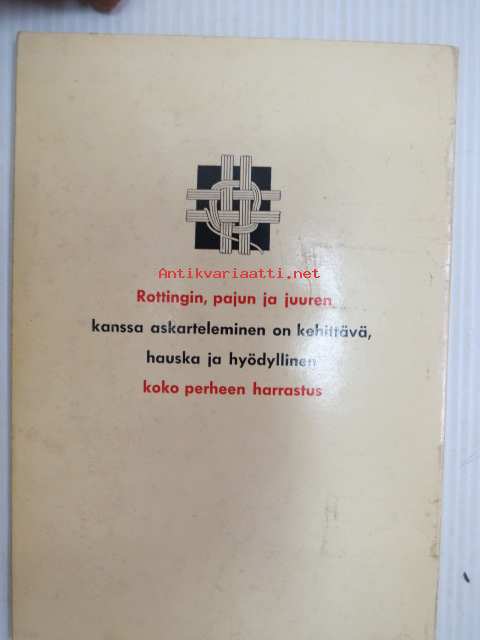 Antikvariaatti.net
Rottingin, pajun ja juuren
kanssa askarteleminen on kehittävä,
hauska ja hyödyllinen
koko perheen harrastus